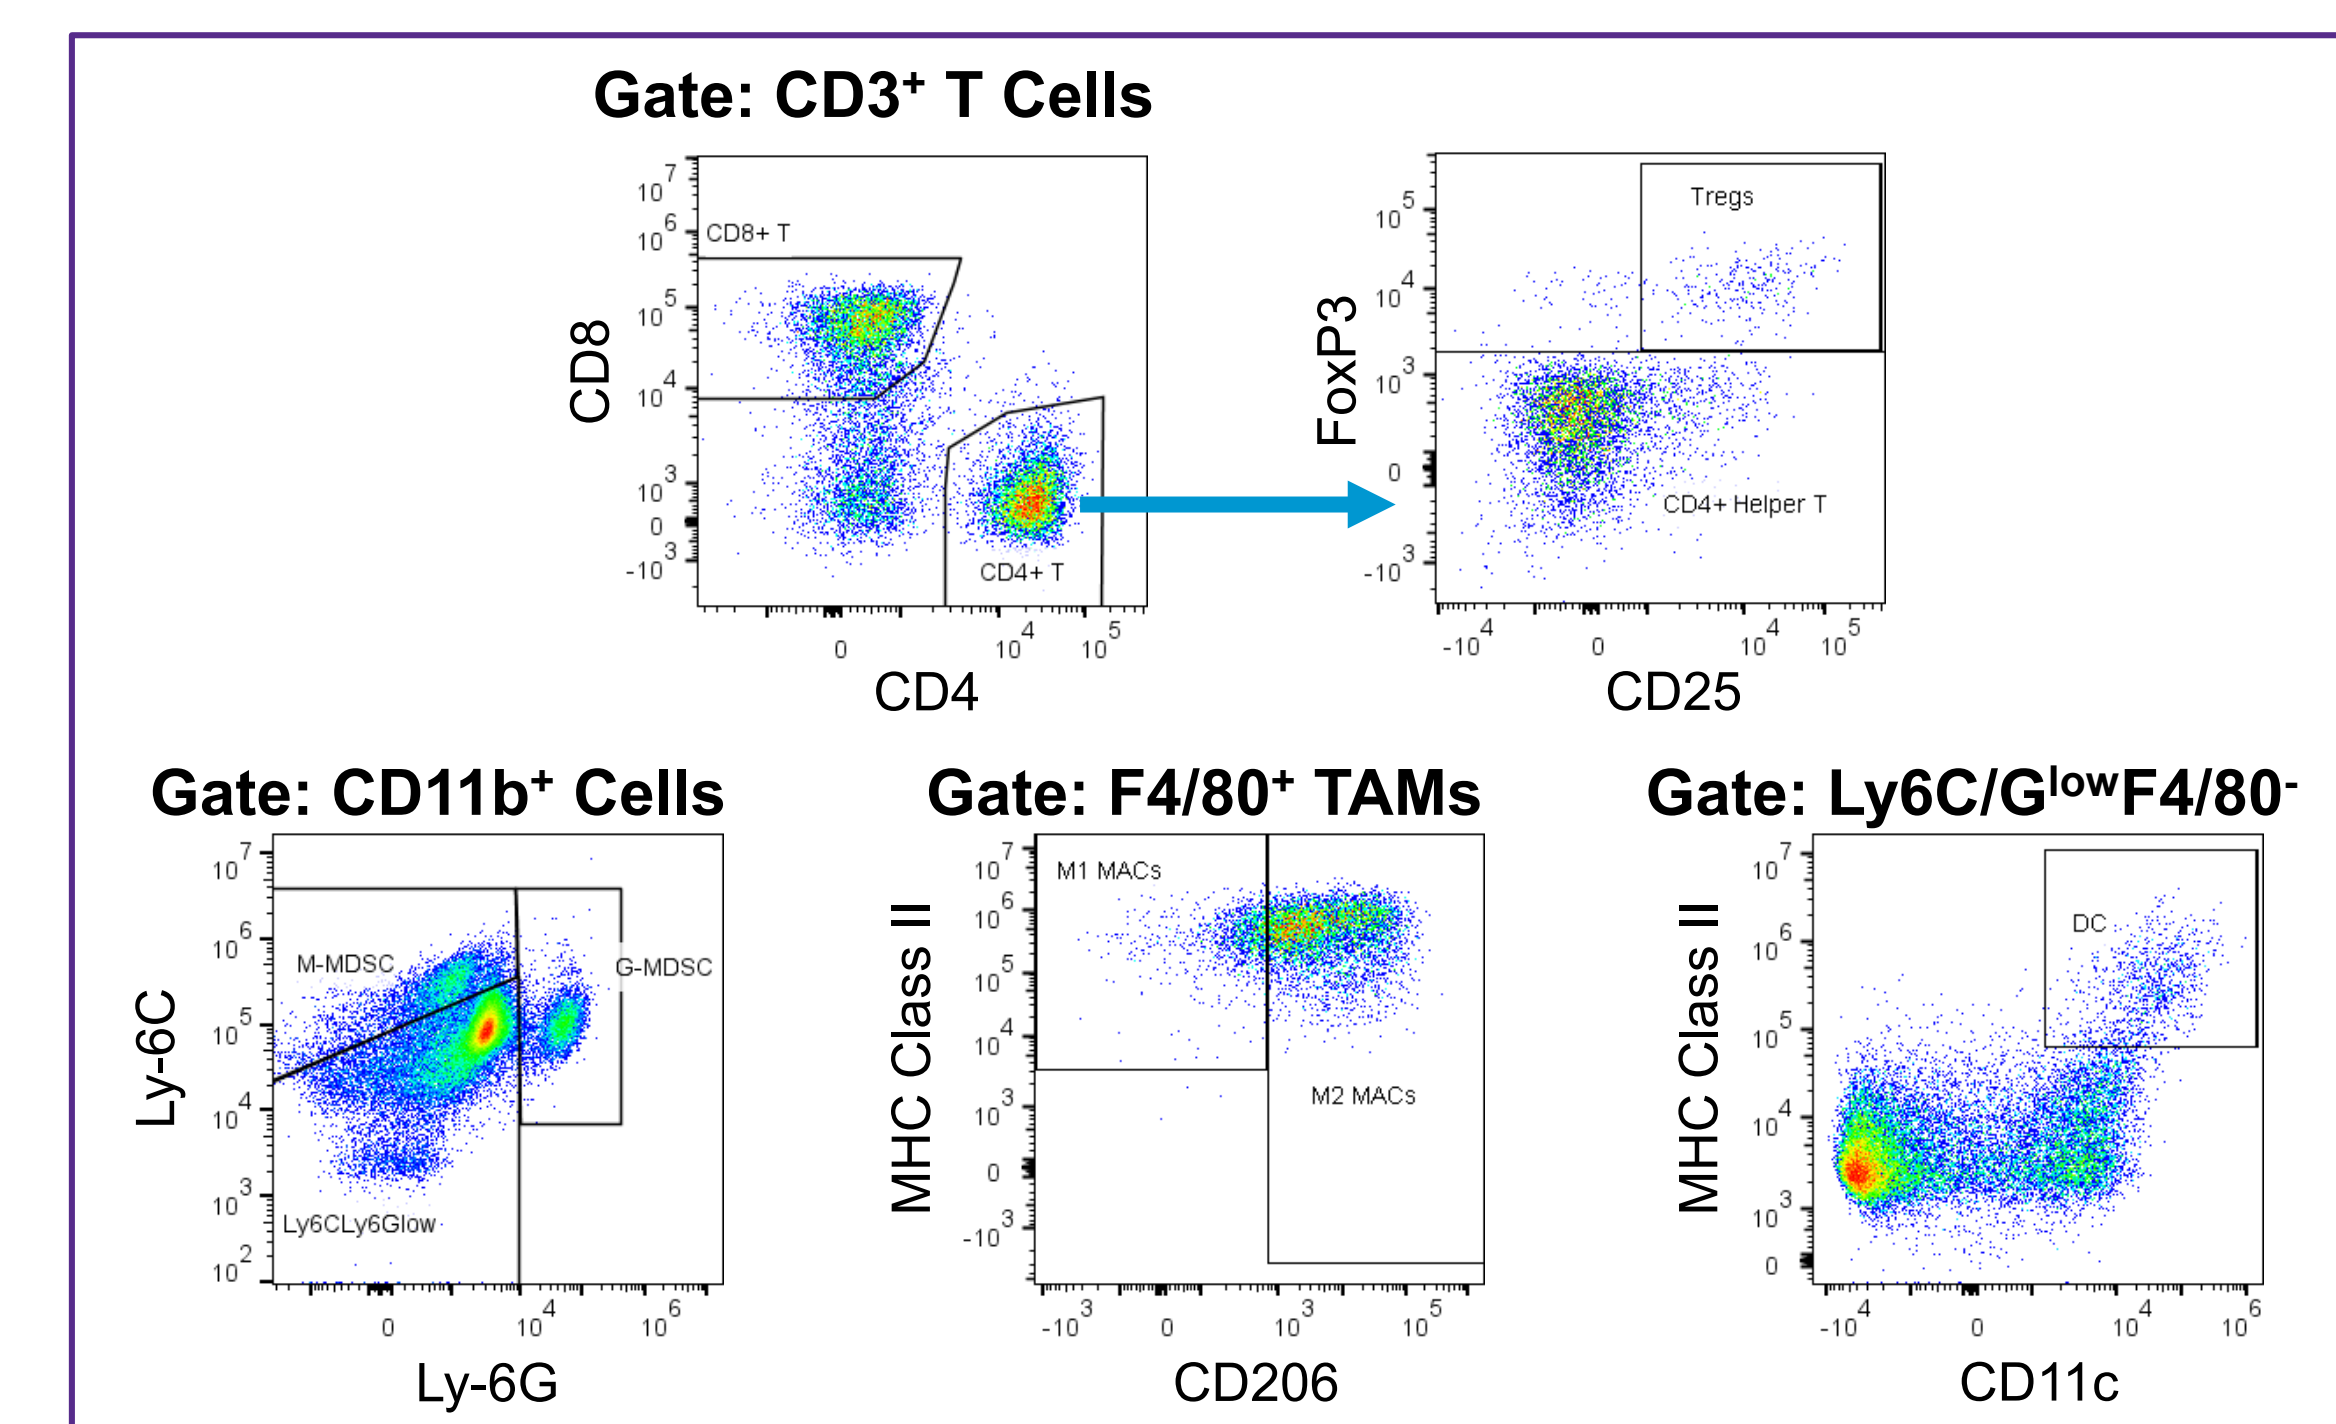 Gate: CD3⁺ T Cells
CD8
10⁷
10⁶
10⁵
10⁴
10³
0
-10³
CD8+ T
CD4+ T
0
10⁴
10⁵
CD4
FoxP3
10⁵
10⁴
10³
0
-10³
Tregs
CD4+ Helper T
-10⁴
0
10⁴
10⁵
CD25
Gate: CD11b⁺ Cells
Ly-6C
10⁷
10⁶
10⁵
10⁴
10³
10²
M-MDSC
G-MDSC
Ly6CLy6Glow
0
10⁴
10⁶
Ly-6G
Gate: F4/80⁺ TAMs
MHC Class II
10⁷
10⁶
10⁵
10⁴
10³
0
-10³
M1 MACs
M2 MACs
-10³
0
10³
10⁵
CD206
Gate: Ly6C/GˡᵒʷF4/80⁻
MHC Class II
10⁷
10⁶
10⁵
10⁴
10³
0
DC
-10⁴
0
10⁴
10⁶
CD11c